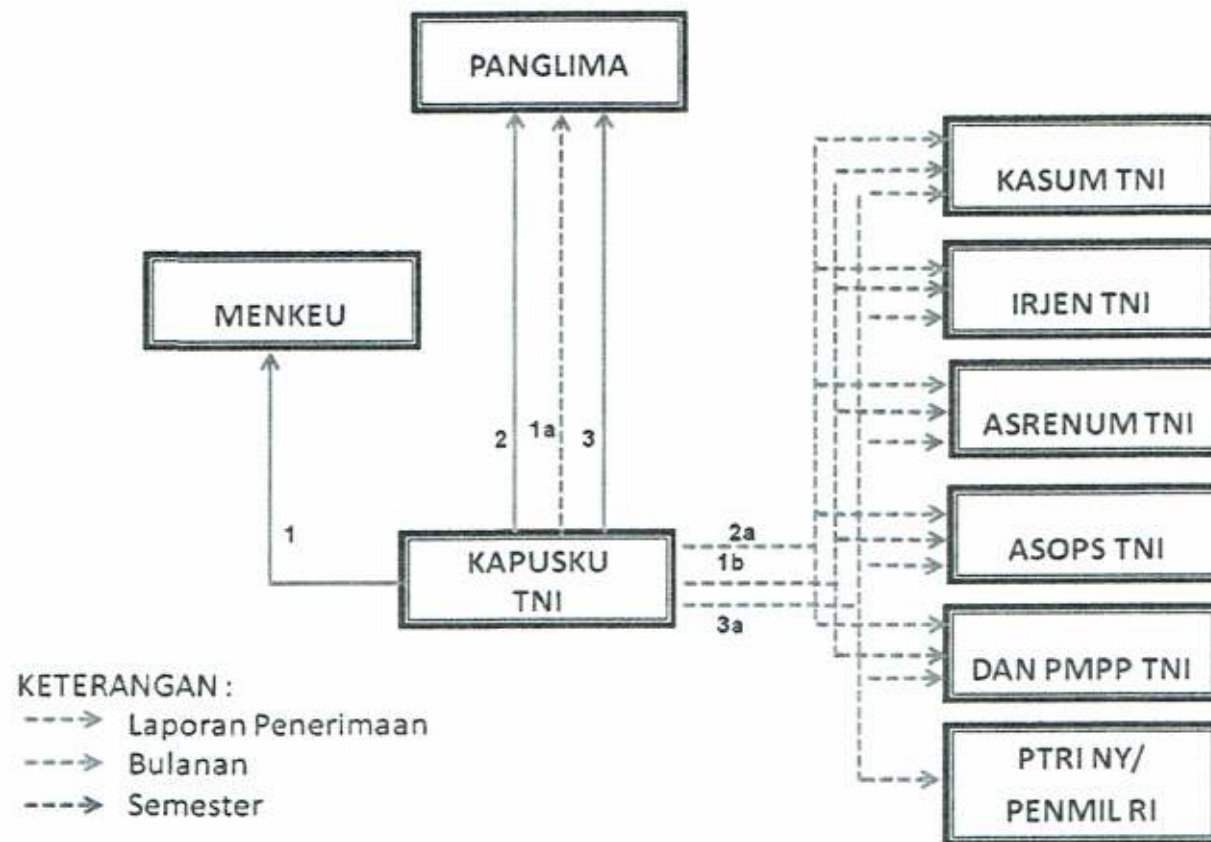 PANGLIMA
KASUM TNI
IRJEN TNI
MENKEU
ASRENUM TNI
2
1a
3
1
2a
ASOPS TNI
KAPUSKU
TNI
1b
3a
DAN PMPP TNI
KETERANGAN :
Laporan Penerimaan
Bulanan
Semester
PTRI NY/
PENMIL RI